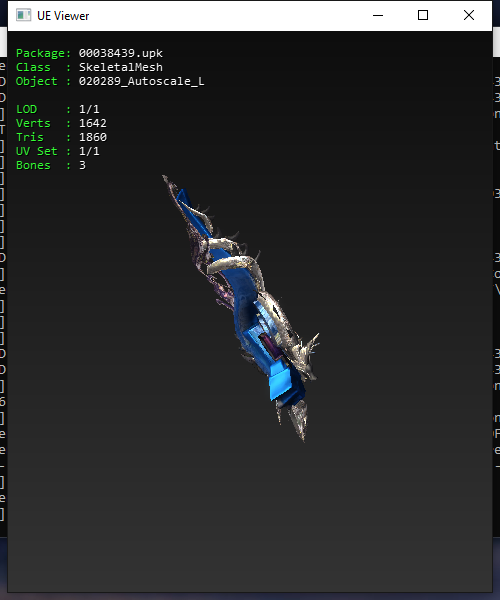 UE Viewer
Package: 00038439.upk
Class  : SkeletalMesh
Object : 020289_Autoscale_L
LOD    : 1/1
Verts  : 1642
Tris   : 1860
UV Set : 1/1
Bones  : 3